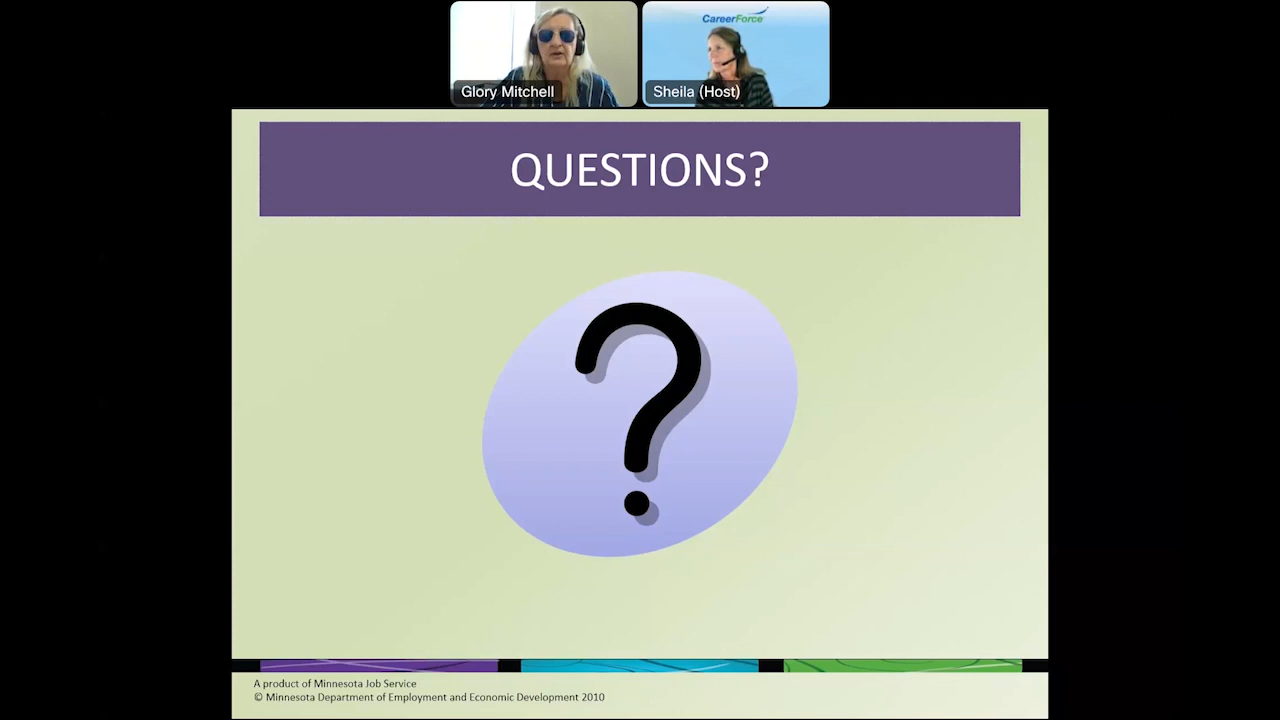 CareerForce
Glory Mitchell
Sheila (Host)
QUESTIONS?
?
A product of Minnesota Job Service
© Minnesota Department of Employment and Economic Development 2010